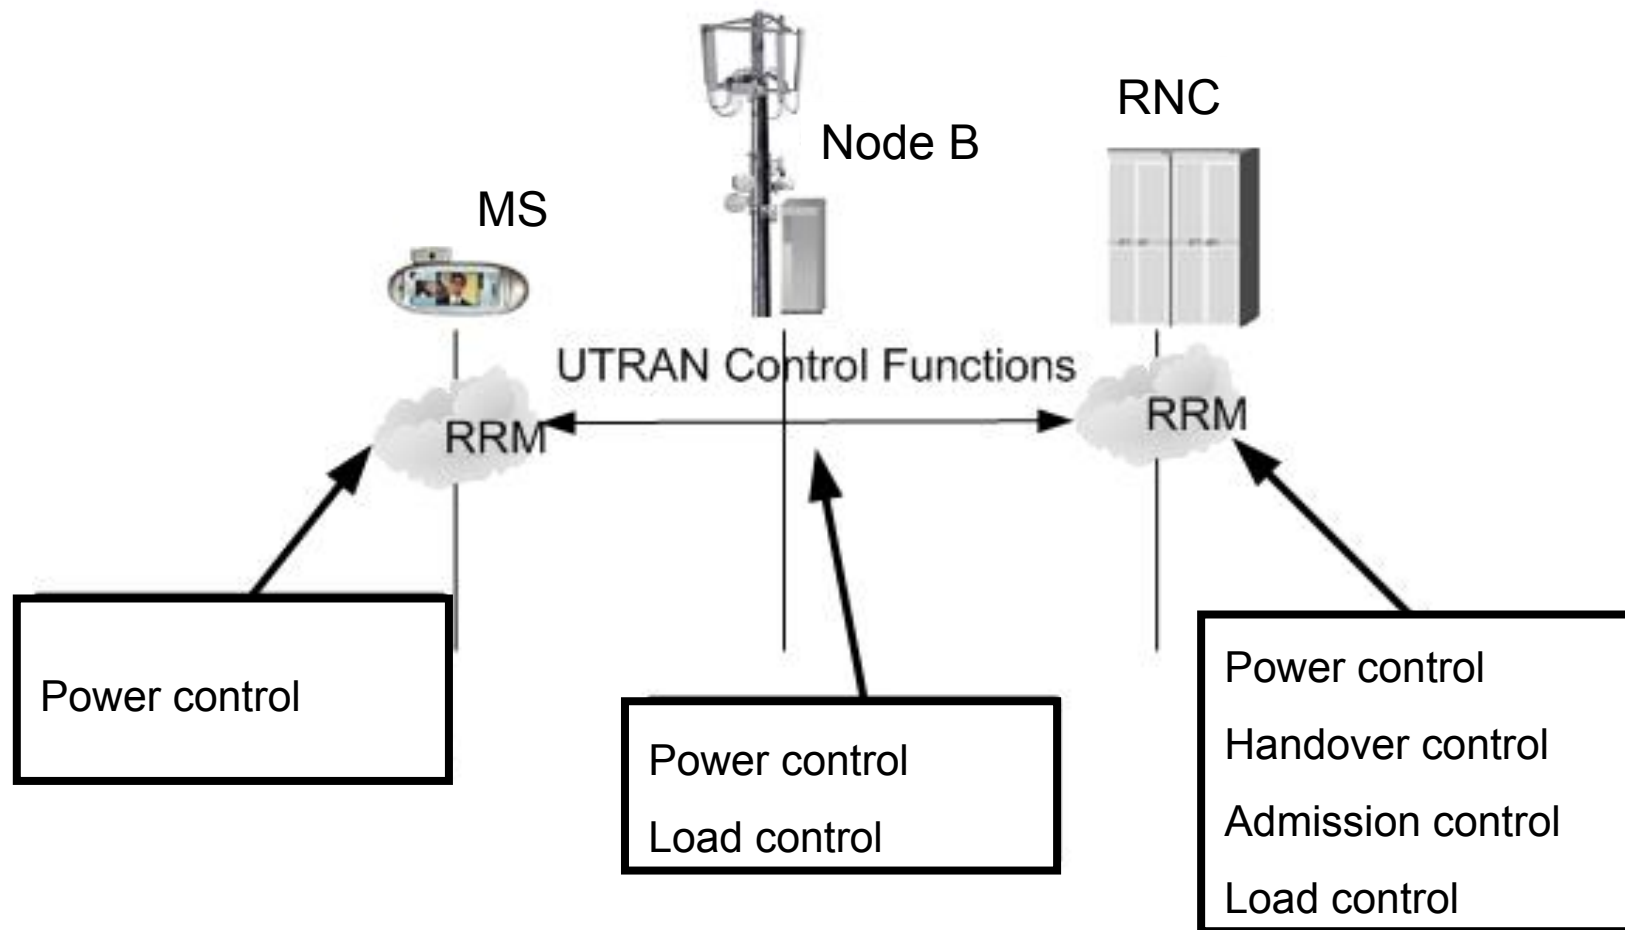 RNC
Node B
MS
UTRAN Control Functions
RRM
RRM
Power control
Power control
Load control
Power control
Handover control
Admission control
Load control